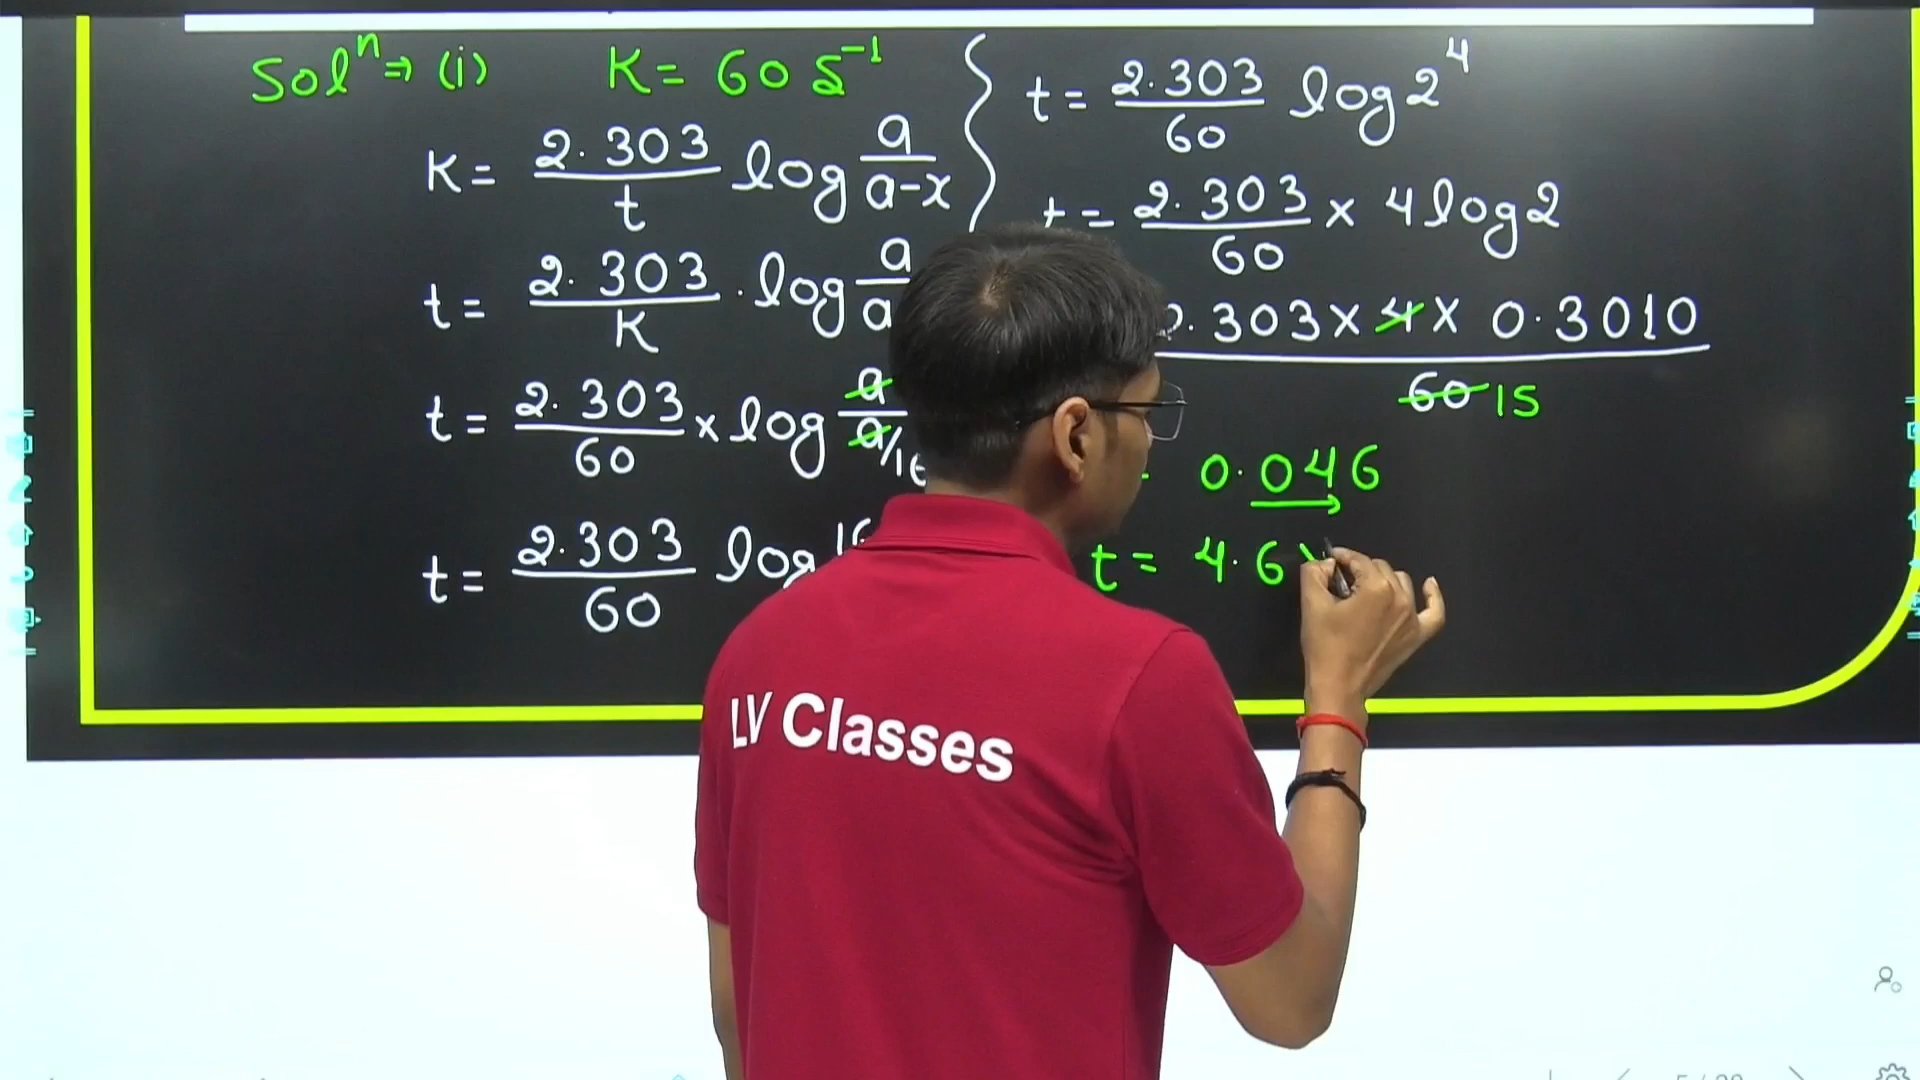 Solⁿ ⇒ (i) K = 60 S⁻¹
K = 2.303/t log a/a-x
t = 2.303/K . log a/a
t = 2.303/60 × log a/a/16
t = 2.303/60 log 16
t = 2.303/60 log 2⁴
t = 2.303/60 × 4 log 2
2.303 × 4 × 0.3010
60 15
0.046
t = 4.6 ×
LV Classes